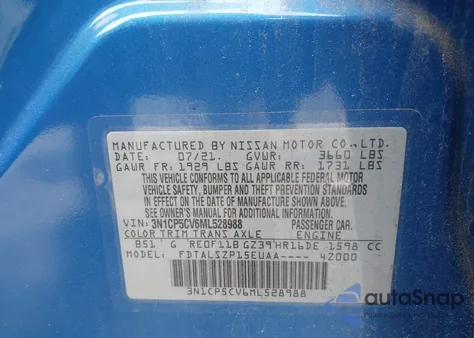 MANUFACTURED BY NISSAN MOTOR CO., LTD.
DATE: 07/21. GVWR: 3660 LBS
GAWR FR: 1929 LBS GAWR RR: 1731 LBS
THIS VEHICLE CONFORMS TO ALL APPLICABLE FEDERAL MOTOR
VEHICLE SAFETY, BUMPER AND THEFT PREVENTION STANDARDS
IN EFFECT ON THE DATE OF MANUFACTURE SHOWN ABOVE.
SEE OWNER'S MANUAL FOR FURTHER INFORMATION.
VIN: 3N1CP5CV6ML528988 PASSENGER CAR.
COLOR TRIM TRANS AXLE ENGINE
B51 G RE0F11B GZ39 HR16DE 1598 CC
MODEL: FDTALSZP15EUAA---- 4Z000
3N1CP5CV6ML528988
autoSnap